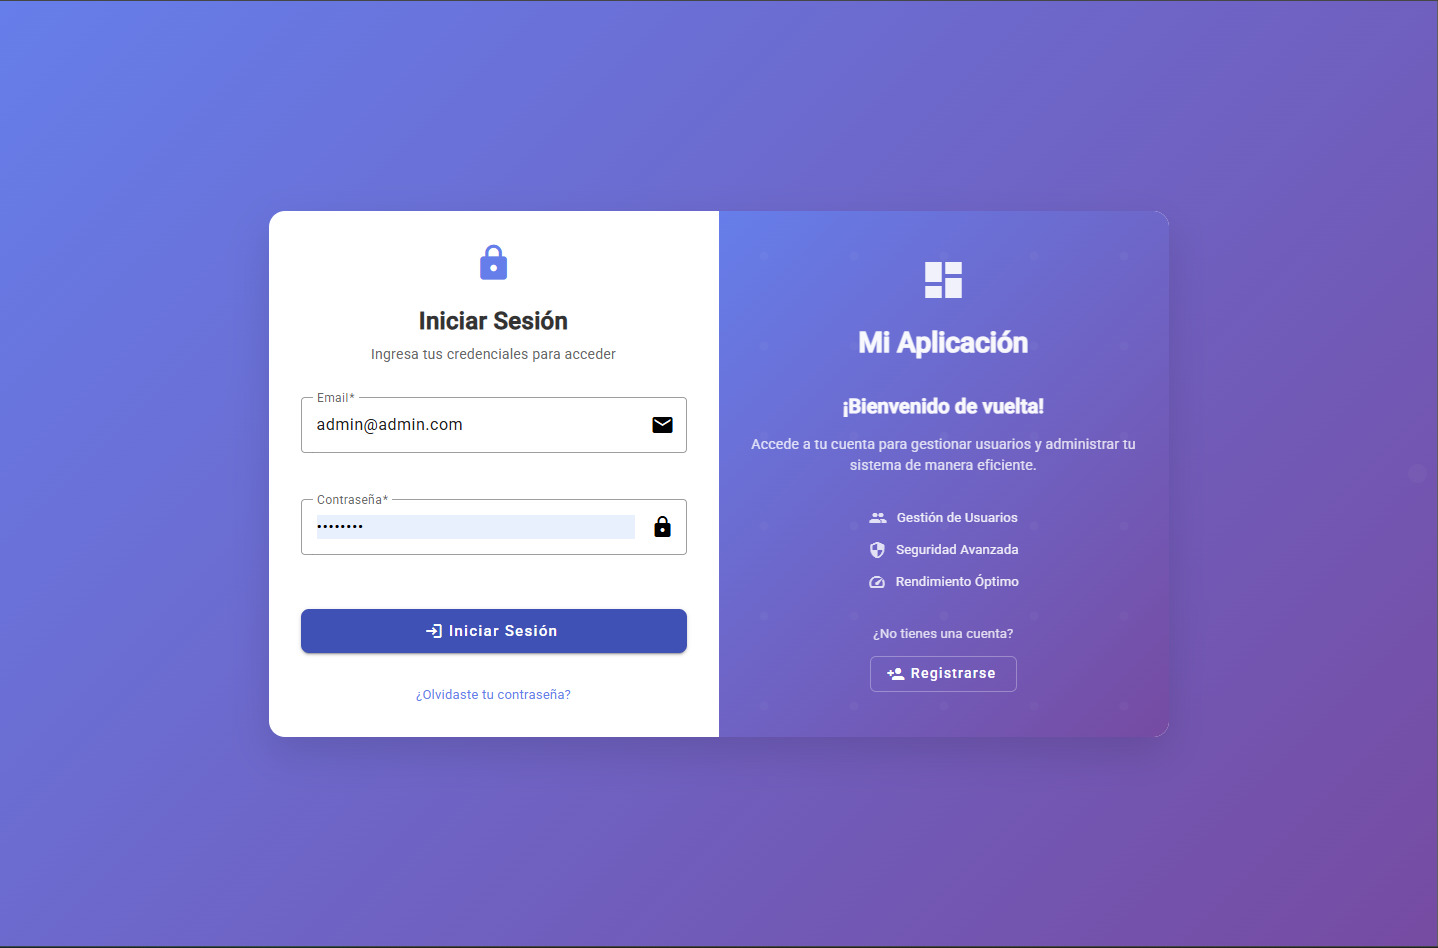 Iniciar Sesión
Ingresa tus credenciales para acceder
Email*
admin@admin.com
Contraseña*
••••••••
Iniciar Sesión
¿Olvidaste tu contraseña?
Mi Aplicación
¡Bienvenido de vuelta!
Accede a tu cuenta para gestionar usuarios y administrar tu
sistema de manera eficiente.
Gestión de Usuarios
Seguridad Avanzada
Rendimiento Óptimo
¿No tienes una cuenta?
Registrarse